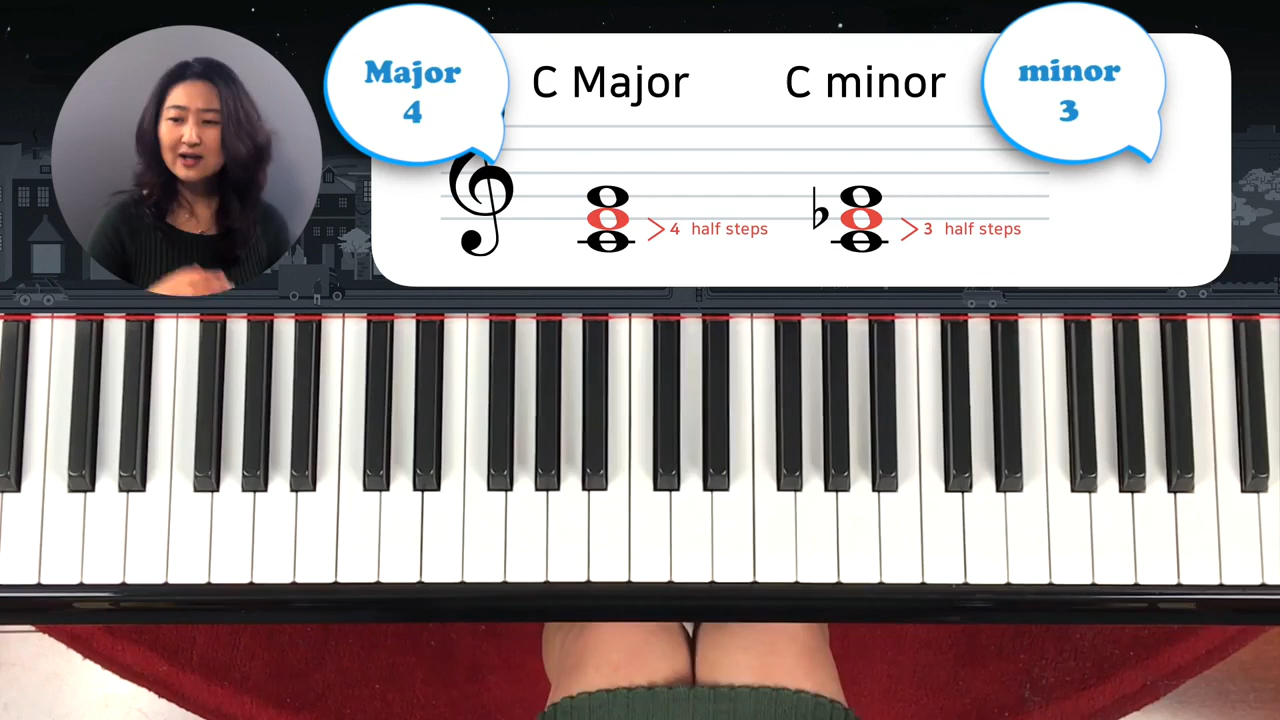 Major
4
C Major
C minor
minor
3
4 half steps
3 half steps